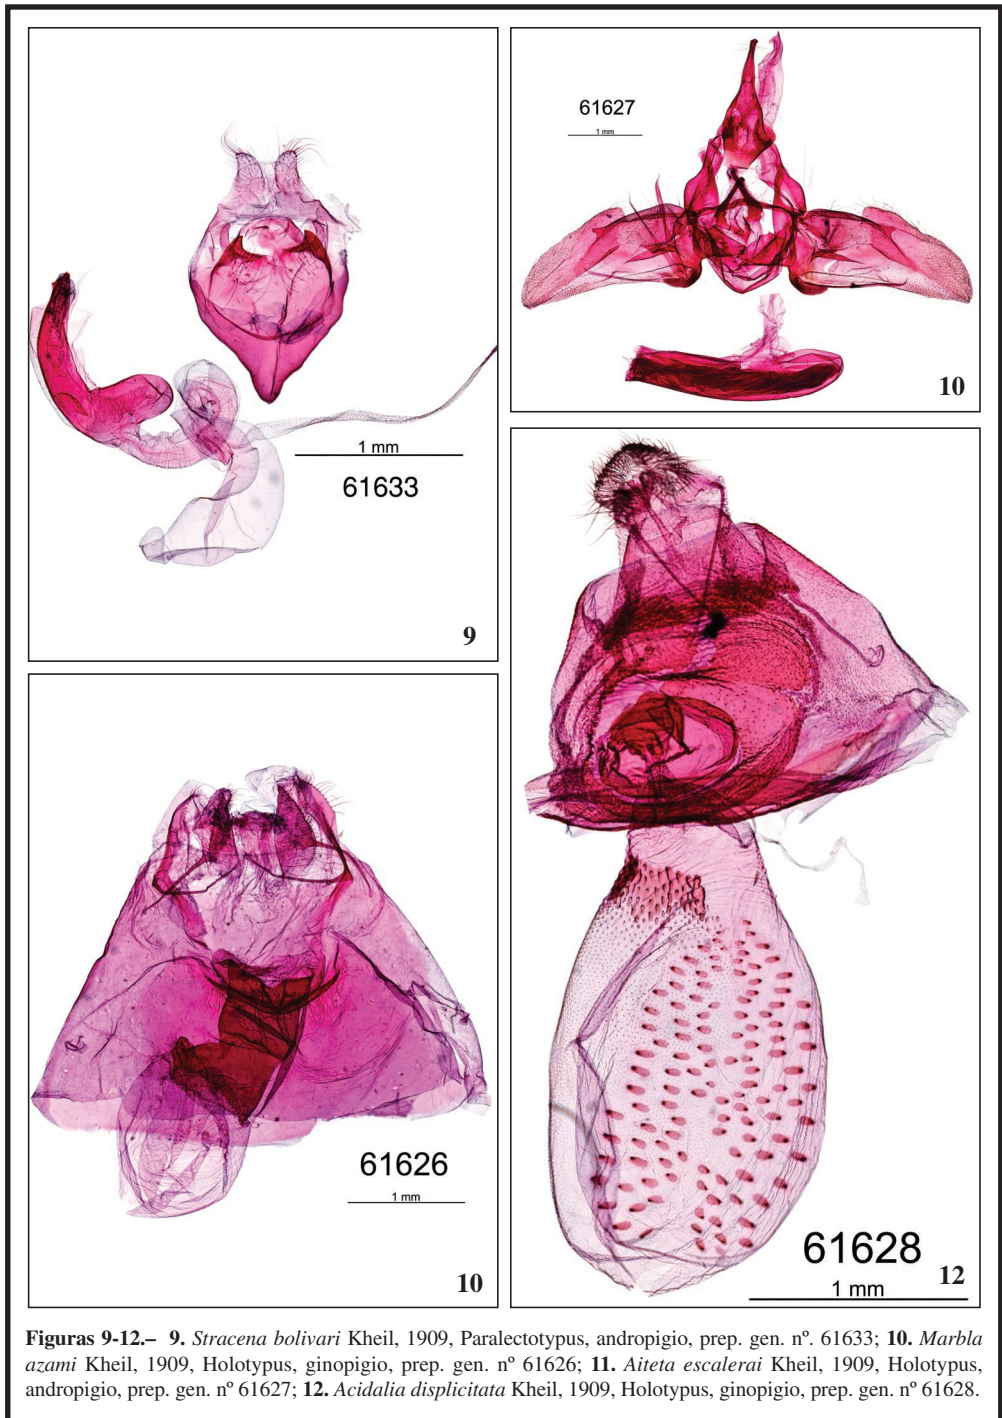 61633
1 mm
9
61627
1 mm
10
61626
1 mm
10
61628
1 mm
12
Figuras 9-12.– 9. Stracena bolivari Kheil, 1909, Paralectotypus, andropigio, prep. gen. nº. 61633; 10. Marbla
azami Kheil, 1909, Holotypus, ginopigio, prep. gen. nº 61626; 11. Aiteta escalerai Kheil, 1909, Holotypus,
andropigio, prep. gen. nº 61627; 12. Acidalia displicitata Kheil, 1909, Holotypus, ginopigio, prep. gen. nº 61628.